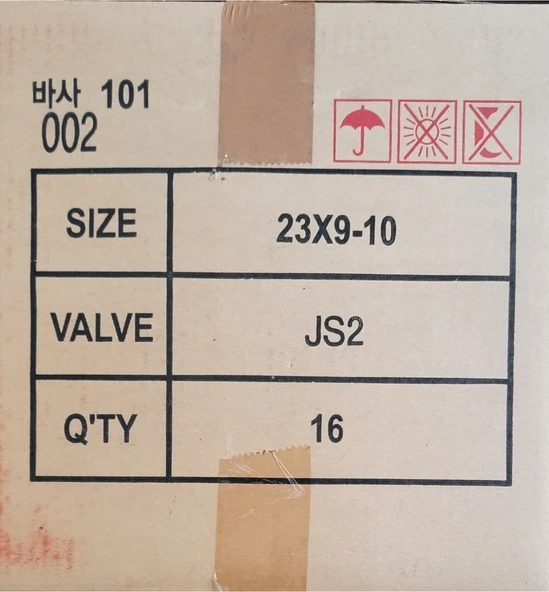 바사 101
002
SIZE 23X9-10
VALVE JS2
Q'TY 16